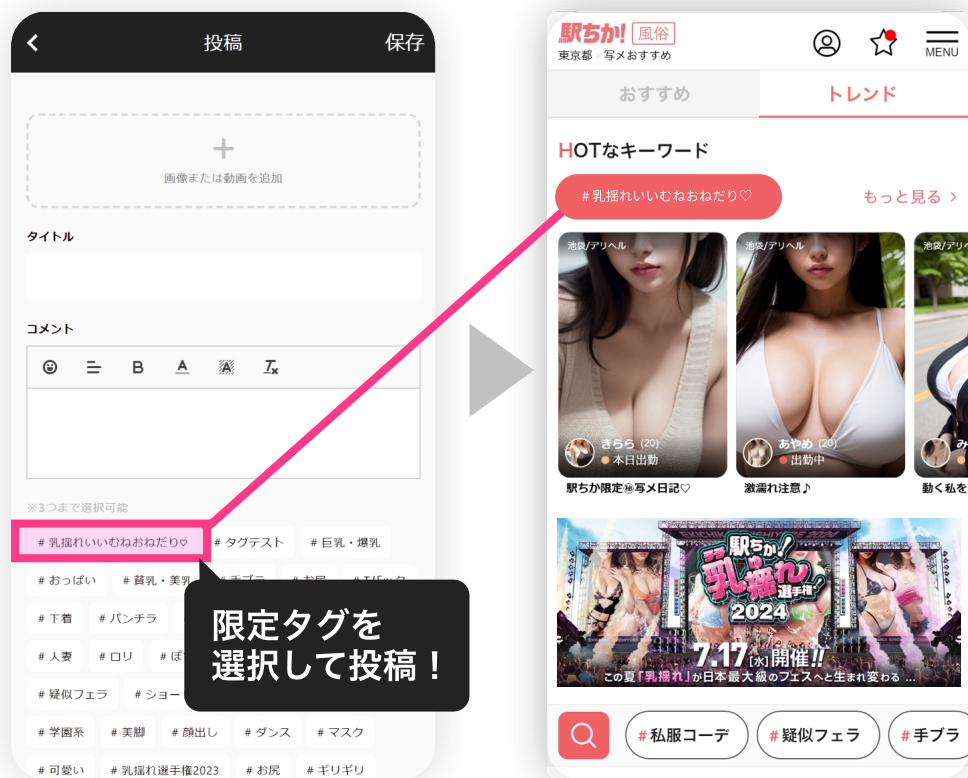 投稿
保存
画像または動画を追加
タイトル
コメント
B
A
A
Tx
※3つまで選択可能
# 乳揺れいいむねおねだり♡
# タグテスト
# 巨乳・爆乳
# おっぱい
# 貧乳・美乳
# 手ブラ
# お尻
# Tバック
# 下着
# パンチラ
# 人妻
# ロリ
# ぽ
# 疑似フェラ
# ショー
# 学園系
# 美脚
# 顔出し
# ダンス
# マスク
# 可愛い
# 乳揺れ選手権2023
# お尻
# ギリギリ
限定タグを
選択して投稿！
駅ちか! 風俗
東京都 › 写メおすすめ
MENU
おすすめ
トレンド
HOTなキーワード
# 乳揺れいいむねおねだり♡
もっと見る ›
池袋/デリヘル
きらら (20)
本日出勤
駅ちか限定㊙写メ日記♡
池袋/デリヘル
あやめ (20)
出勤中
激濡れ注意♪
池袋/デリヘ
み
動く私を
駅ちか!
乳揺れ
選手権
2024
7.17[水]開催!!
この夏「乳揺れ」が日本最大級のフェスへと生まれ変わる ...
#私服コーデ
#疑似フェラ
#手ブラ